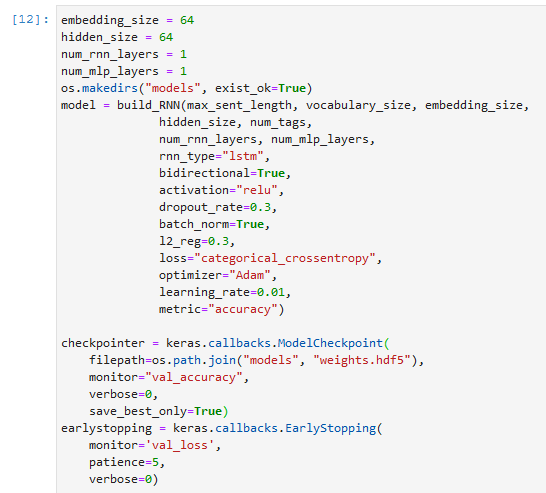 [12]: embedding_size = 64
hidden_size = 64
num_rnn_layers = 1
num_mlp_layers = 1
os.makedirs("models", exist_ok=True)
model = build_RNN(max_sent_length, vocabulary_size, embedding_size,
              hidden_size, num_tags,
              num_rnn_layers, num_mlp_layers,
              rnn_type="lstm",
              bidirectional=True,
              activation="relu",
              dropout_rate=0.3,
              batch_norm=True,
              l2_reg=0.3,
              loss="categorical_crossentropy",
              optimizer="Adam",
              learning_rate=0.01,
              metric="accuracy")

checkpointer = keras.callbacks.ModelCheckpoint(
    filepath=os.path.join("models", "weights.hdf5"),
    monitor="val_accuracy",
    verbose=0,
    save_best_only=True)
earlystopping = keras.callbacks.EarlyStopping(
    monitor='val_loss',
    patience=5,
    verbose=0)